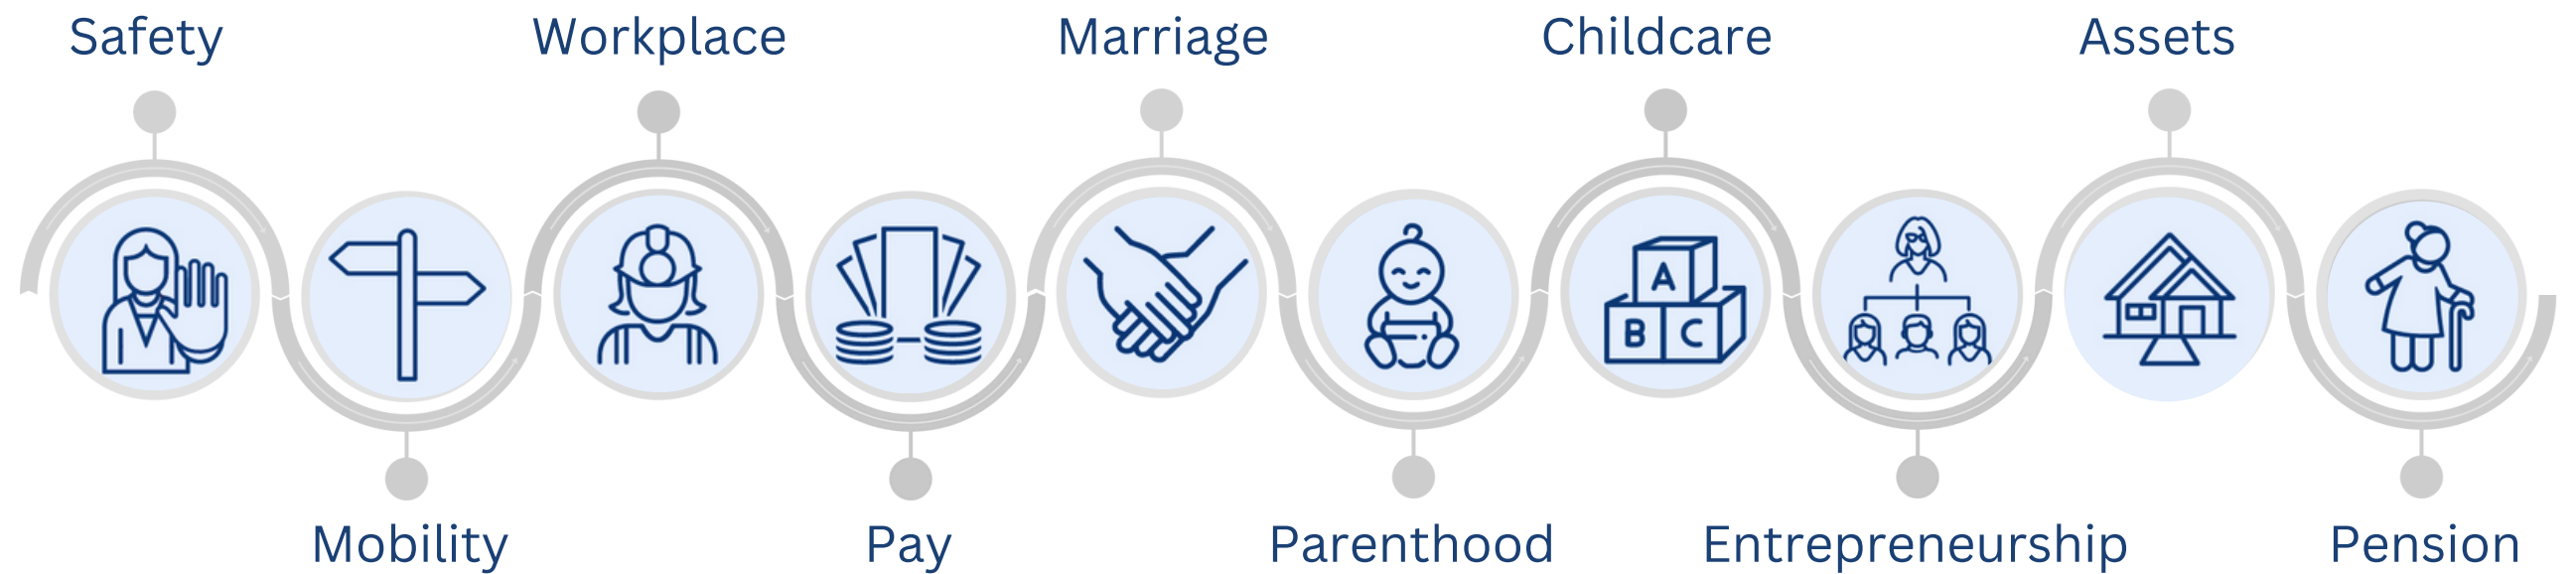 Safety
Mobility
Workplace
Pay
Marriage
Parenthood
Childcare
A
B
C
Entrepreneurship
Assets
Pension